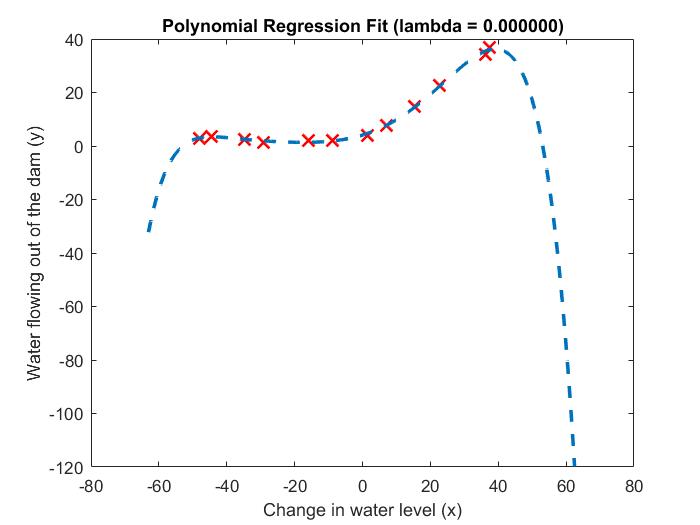 Polynomial Regression Fit (lambda = 0.000000)
40
20
0
-20
-40
-60
-80
-100
-120
Water flowing out of the dam (y)
-80 -60 -40 -20 0 20 40 60 80
Change in water level (x)